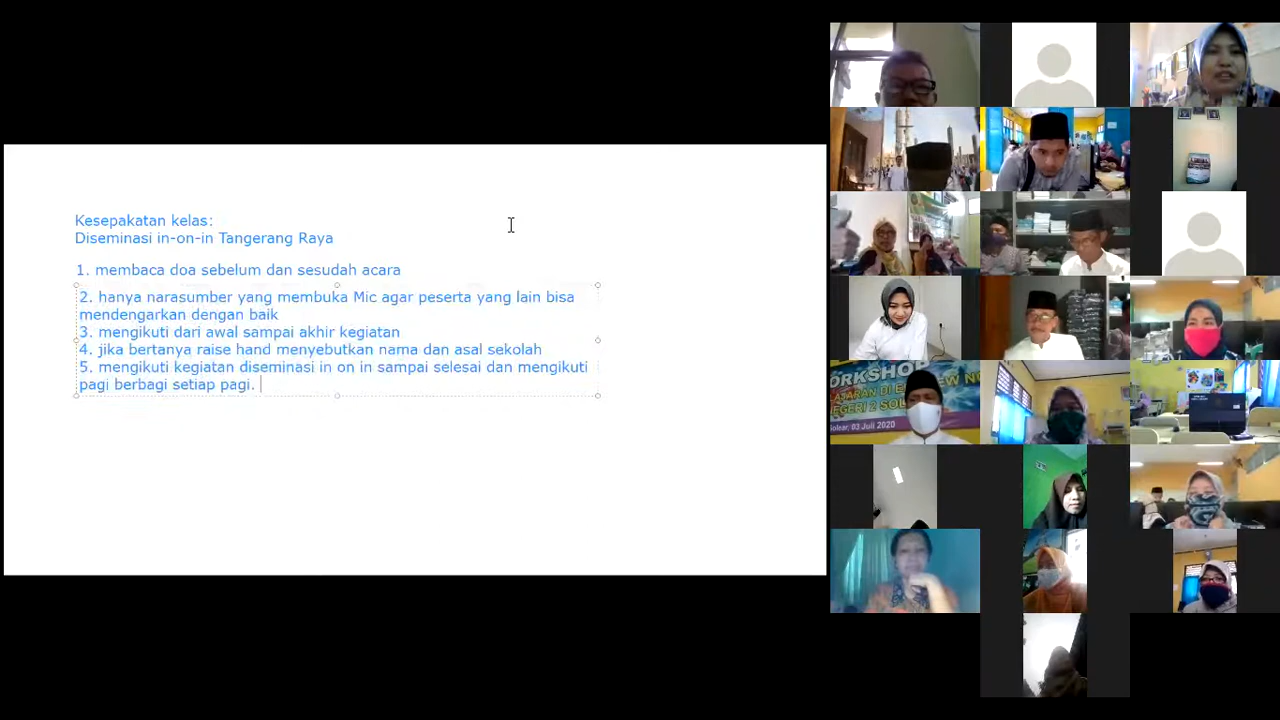 Kesepakatan kelas:
Diseminasi in-on-in Tangerang Raya
1. membaca doa sebelum dan sesudah acara
2. hanya narasumber yang membuka Mic agar peserta yang lain bisa
mendengarkan dengan baik
3. mengikuti dari awal sampai akhir kegiatan
4. jika bertanya raise hand menyebutkan nama dan asal sekolah
5. mengikuti kegiatan diseminasi in on in sampai selesai dan mengikuti
pagi berbagi setiap pagi.
03 Juli 2020